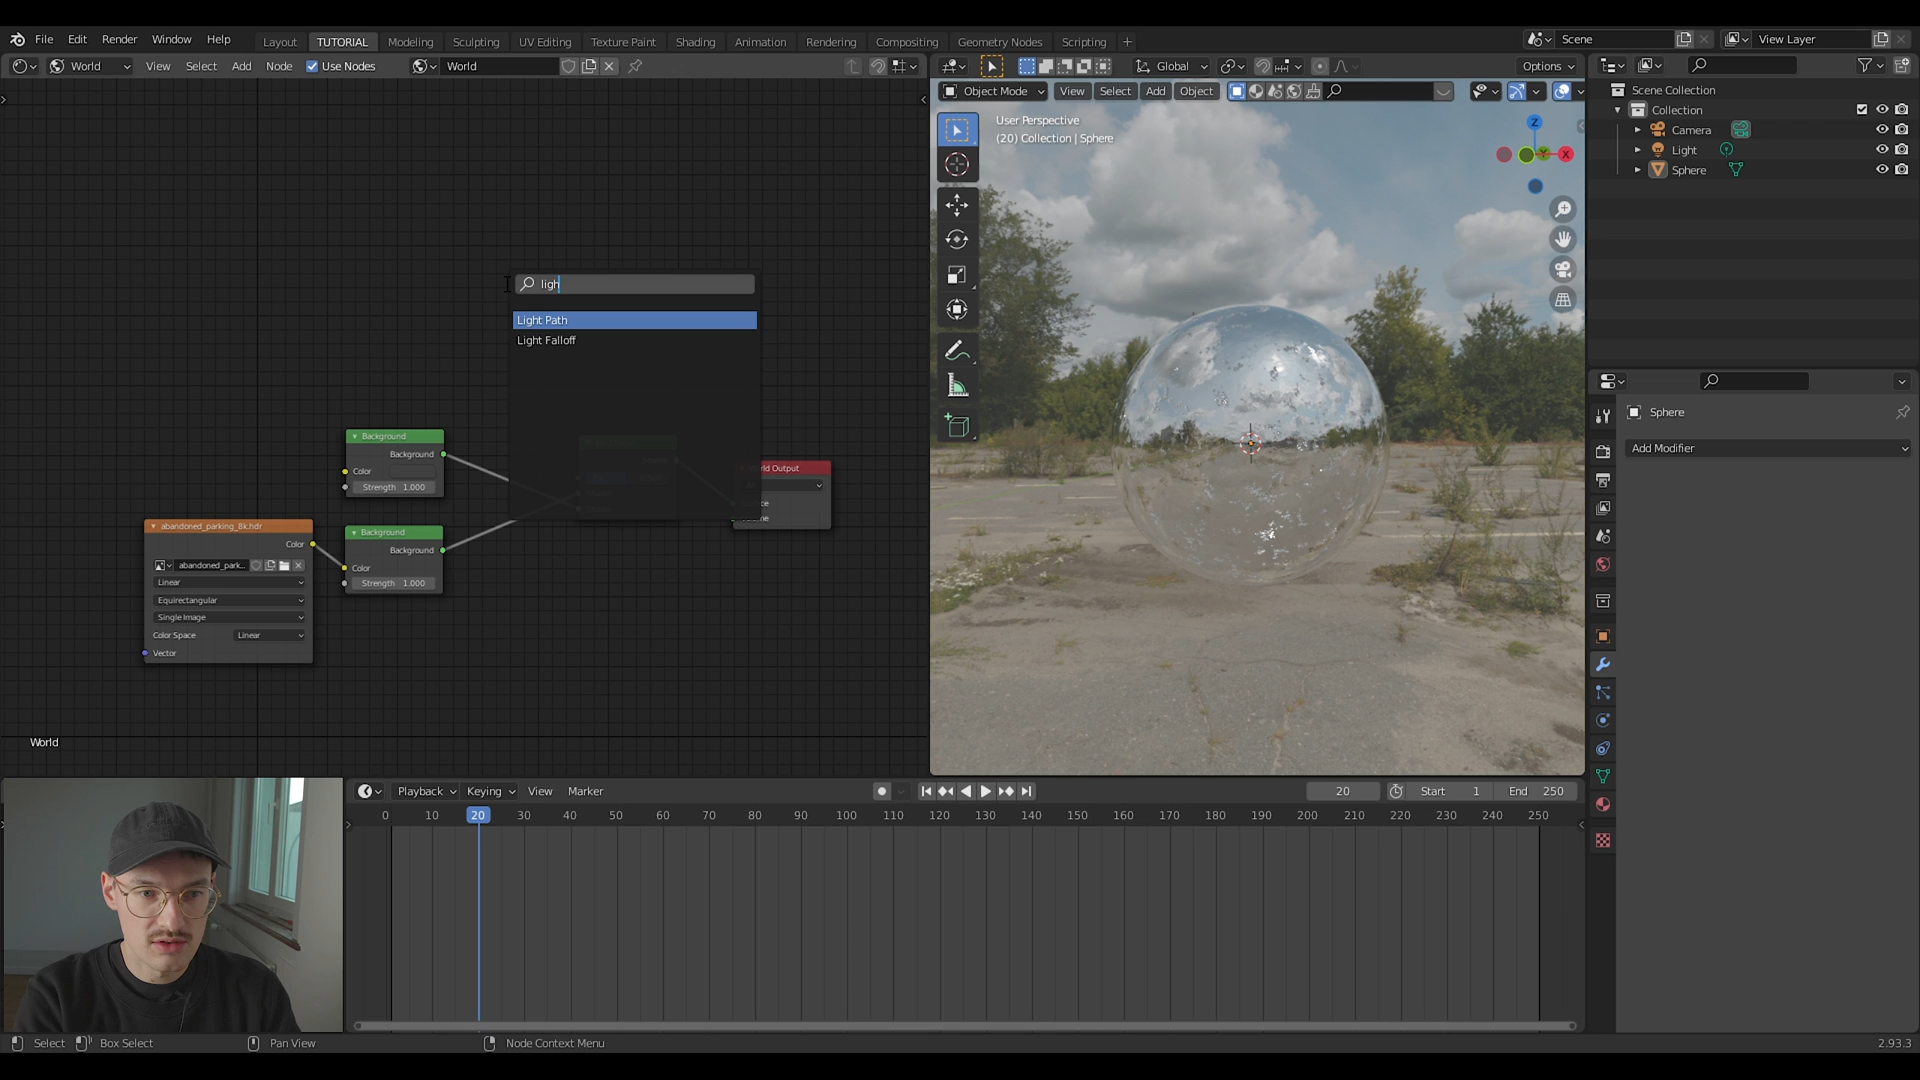 File Edit Render Window Help
Layout TUTORIAL Modeling Sculpting UV Editing Texture Paint Shading Animation Rendering Compositing Geometry Nodes Scripting +
Scene
View Layer
World View Select Add Node Use Nodes World
Global Options
Object Mode View Select Add Object
User Perspective
(20) Collection | Sphere
Z
X
Scene Collection
Collection
Camera
Light
Sphere
ligh
Light Path
Light Falloff
Background
Background
Color
Strength 1.000
Background
Background
Color
Strength 1.000
abandoned_parking_8k.hdr
Color
abandoned_park...
Linear
Equirectangular
Single Image
Color Space Linear
Vector
World
Sphere
Add Modifier
Playback Keying View Marker
20 Start 1 End 250
0 10 20 30 40 50 60 70 80 90 100 110 120 130 140 150 160 170 180 190 200 210 220 230 240 250
Select Box Select Pan View Node Context Menu
2.93.3